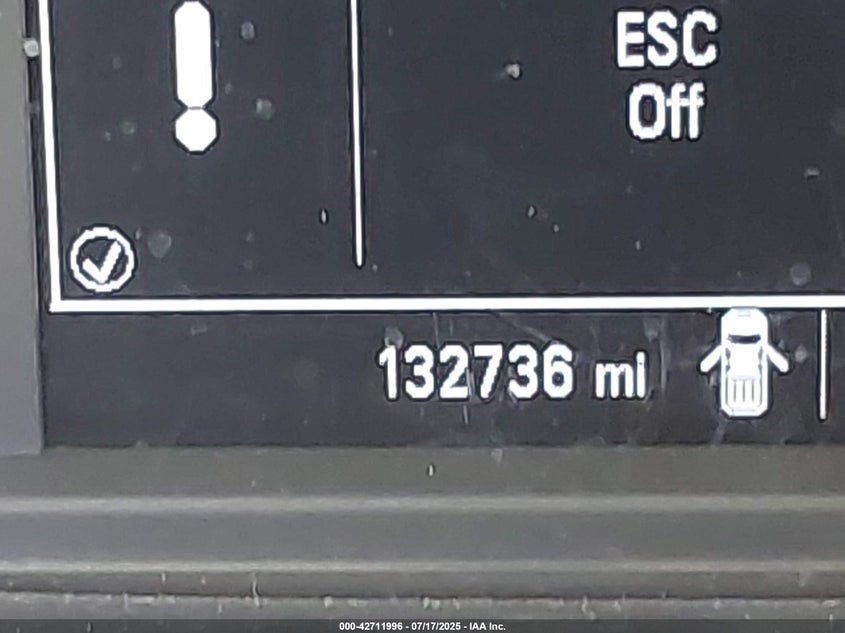 ESC
Off
132736 mi
000-42711996 - 07/17/2025 - IAA Inc.